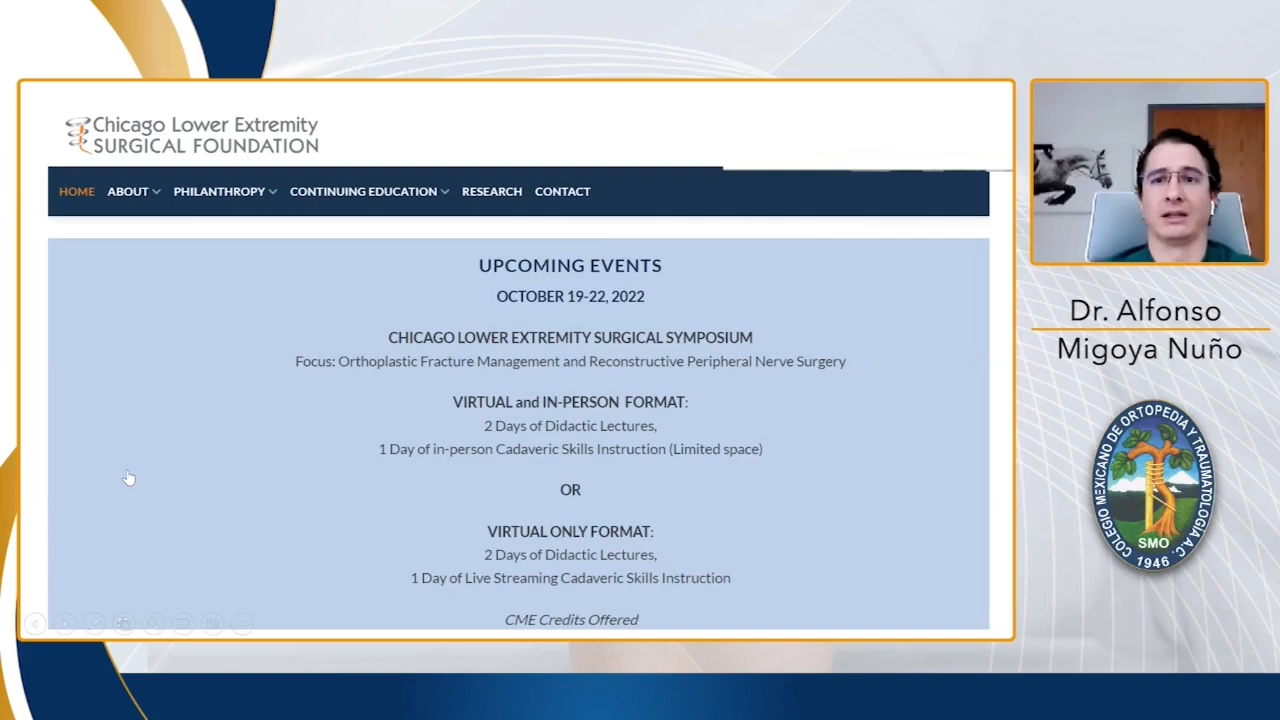 Chicago Lower Extremity
SURGICAL FOUNDATION
HOME ABOUT PHILANTHROPY CONTINUING EDUCATION RESEARCH CONTACT
UPCOMING EVENTS
OCTOBER 19-22, 2022
CHICAGO LOWER EXTREMITY SURGICAL SYMPOSIUM
Focus: Orthoplastic Fracture Management and Reconstructive Peripheral Nerve Surgery
VIRTUAL and IN-PERSON FORMAT:
2 Days of Didactic Lectures,
1 Day of in-person Cadaveric Skills Instruction (Limited space)
OR
VIRTUAL ONLY FORMAT:
2 Days of Didactic Lectures,
1 Day of Live Streaming Cadaveric Skills Instruction
CME Credits Offered
Dr. Alfonso
Migoya Nuño
COLEGIO MEXICANO DE ORTOPEDIA Y TRAUMATOLOGIA A.C.
SMO
1946